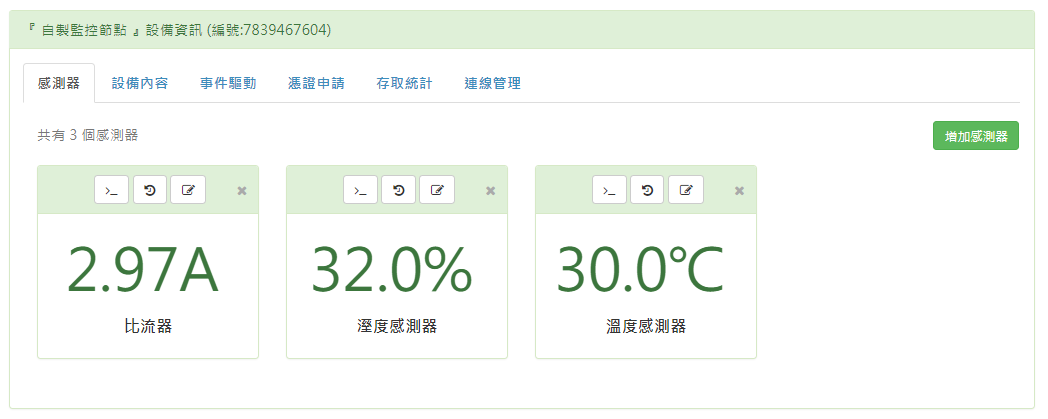 『 自製監控節點 』設備資訊 (編號:7839467604)
感測器 設備內容 事件驅動 憑證申請 存取統計 連線管理
共有 3 個感測器 增加感測器
2.97A 32.0% 30.0℃
比流器 溼度感測器 溫度感測器